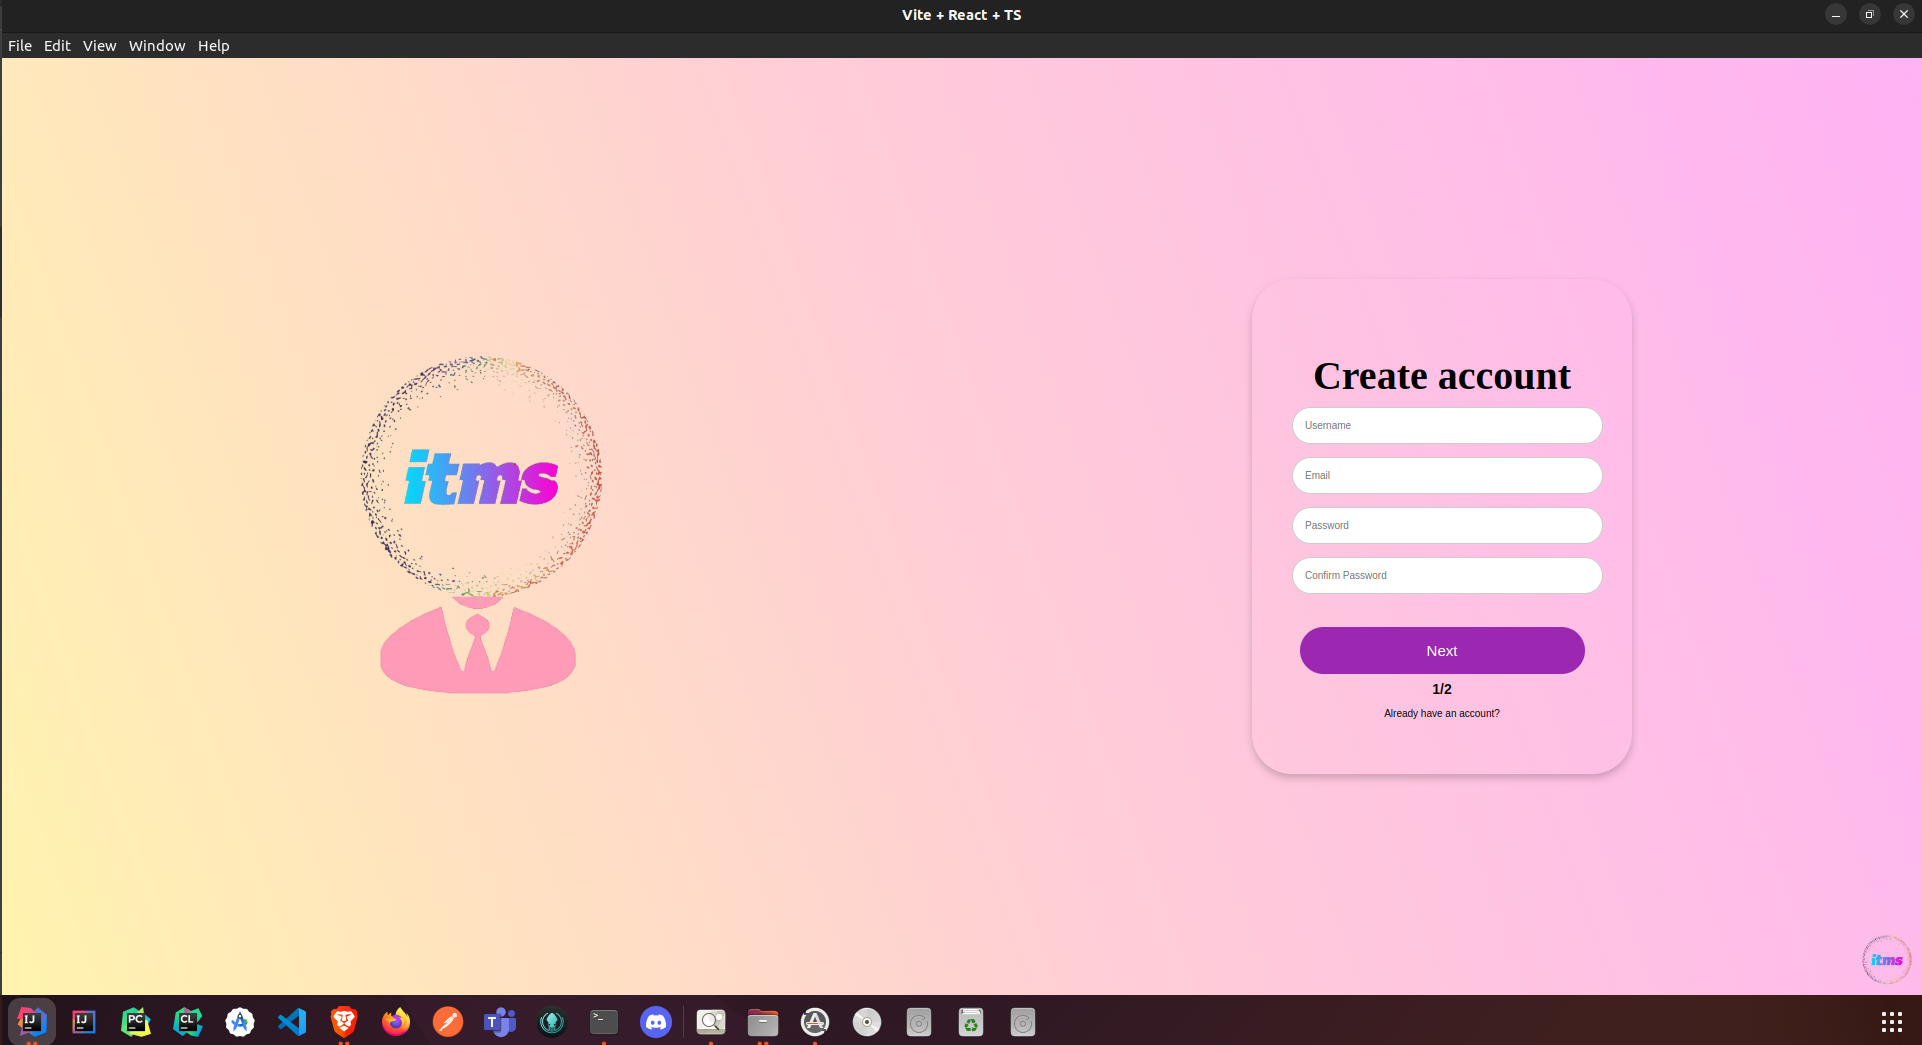 Vite + React + TS
File Edit View Window Help
itms
Create account
Username
Email
Password
Confirm Password
Next
1/2
Already have an account?
itms
IJ
IJ
PC
CL
T
>_